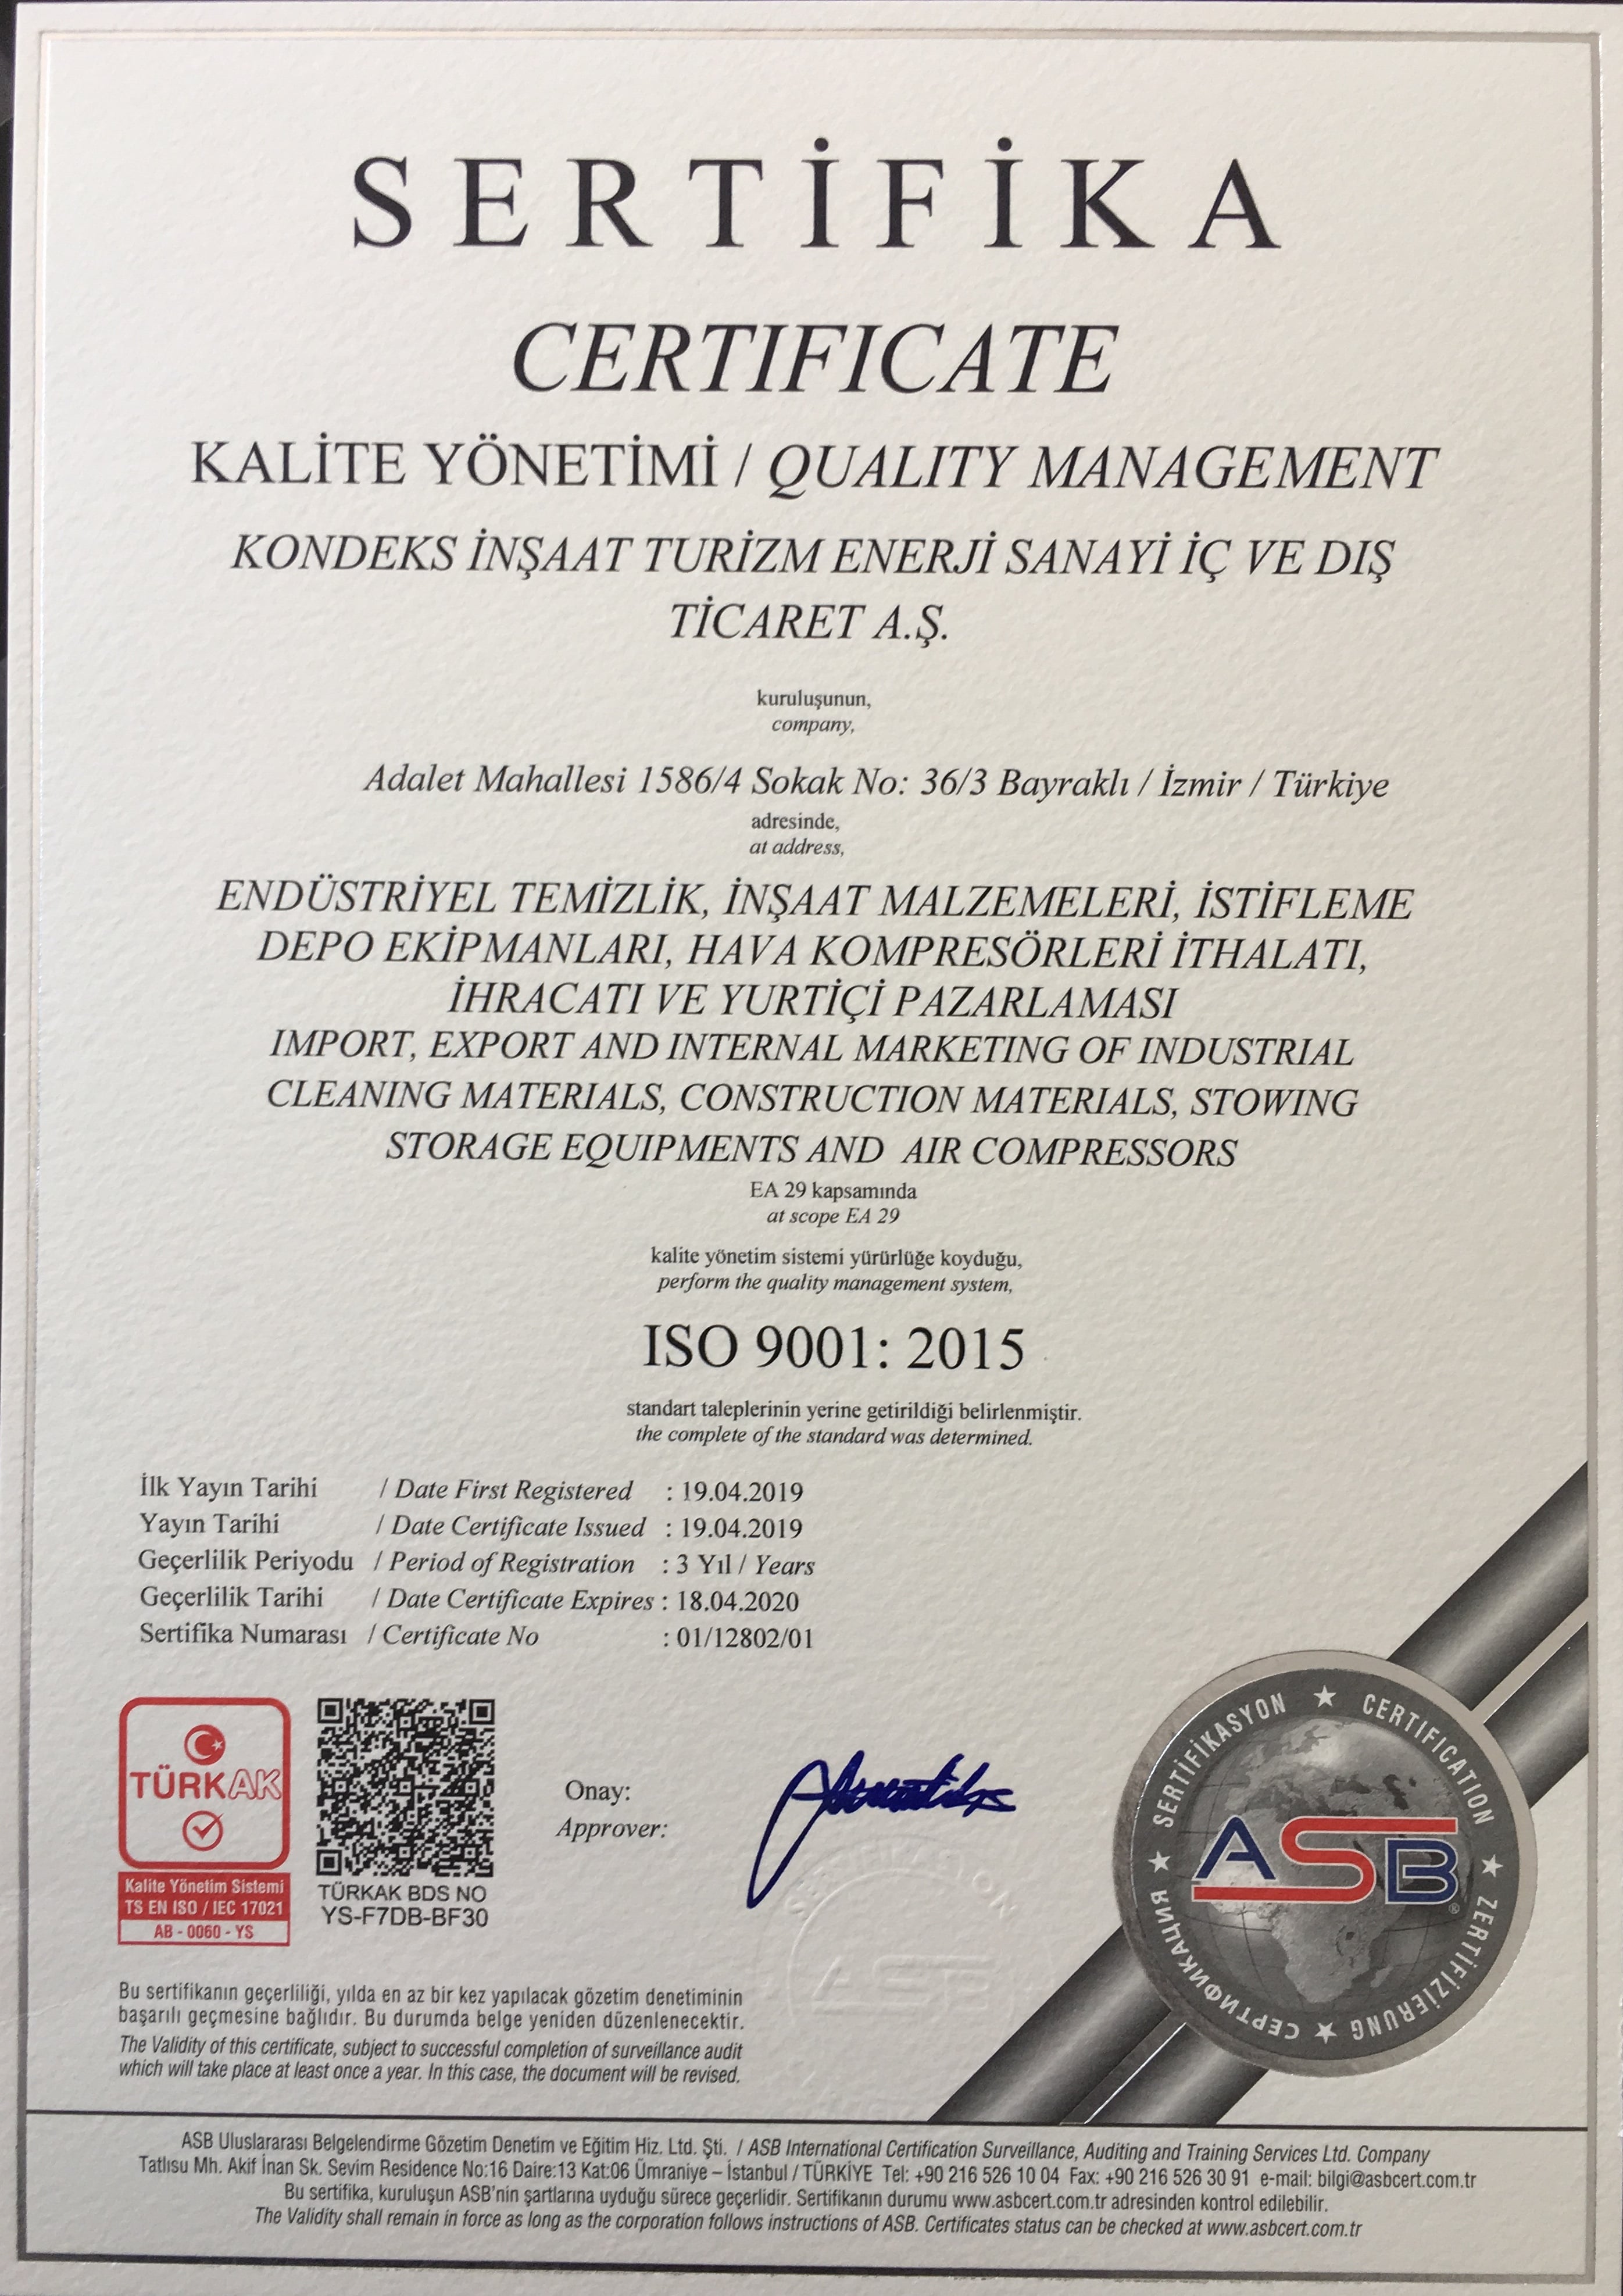 SERTİFİKA
CERTIFICATE
KALİTE YÖNETİMİ / QUALITY MANAGEMENT
KONDEKS İNŞAAT TURİZM ENERJİ SANAYİ İÇ VE DIŞ
TİCARET A.Ş.
kuruluşunun,
company,
Adalet Mahallesi 1586/4 Sokak No: 36/3 Bayraklı / İzmir / Türkiye
adresinde,
at address,
ENDÜSTRİYEL TEMİZLİK, İNŞAAT MALZEMELERİ, İSTİFLEME
DEPO EKİPMANLARI, HAVA KOMPRESÖRLERİ İTHALATI,
İHRACATI VE YURTİÇİ PAZARLAMASI
IMPORT, EXPORT AND INTERNAL MARKETING OF INDUSTRIAL
CLEANING MATERIALS, CONSTRUCTION MATERIALS, STOWING
STORAGE EQUIPMENTS AND AIR COMPRESSORS
EA 29 kapsamında
at scope EA 29
kalite yönetim sistemi yürürlüğe koyduğu,
perform the quality management system,
ISO 9001: 2015
standart taleplerinin yerine getirildiği belirlenmiştir.
the complete of the standard was determined.
İlk Yayın Tarihi / Date First Registered : 19.04.2019
Yayın Tarihi / Date Certificate Issued : 19.04.2019
Geçerlilik Periyodu / Period of Registration : 3 Yıl / Years
Geçerlilik Tarihi / Date Certificate Expires : 18.04.2020
Sertifika Numarası / Certificate No : 01/12802/01
TÜRKAK
Kalite Yönetim Sistemi
TS EN ISO / IEC 17021
AB - 0060 - YS
TÜRKAK BDS NO
YS-F7DB-BF30
Onay:
Approver:
SERTİFİKASYON ★ CERTIFICATION ★ ZERTIFIZIERUNG ★ СЕРТИФИКАЦИЯ ★
ASB®
Bu sertifikanın geçerliliği, yılda en az bir kez yapılacak gözetim denetiminin
başarılı geçmesine bağlıdır. Bu durumda belge yeniden düzenlenecektir.
The Validity of this certificate, subject to successful completion of surveillance audit
which will take place at least once a year. In this case, the document will be revised.
ASB Uluslararası Belgelendirme Gözetim Denetim ve Eğitim Hiz. Ltd. Şti. / ASB International Certification Surveillance, Auditing and Training Services Ltd. Company
Tatlısu Mh. Akif İnan Sk. Sevim Residence No:16 Daire:13 Kat:06 Ümraniye – İstanbul / TÜRKİYE Tel: +90 216 526 10 04 Fax: +90 216 526 30 91 e-mail: bilgi@asbcert.com.tr
Bu sertifika, kuruluşun ASB'nin şartlarına uyduğu sürece geçerlidir. Sertifikanın durumu www.asbcert.com.tr adresinden kontrol edilebilir.
The Validity shall remain in force as long as the corporation follows instructions of ASB. Certificates status can be checked at www.asbcert.com.tr